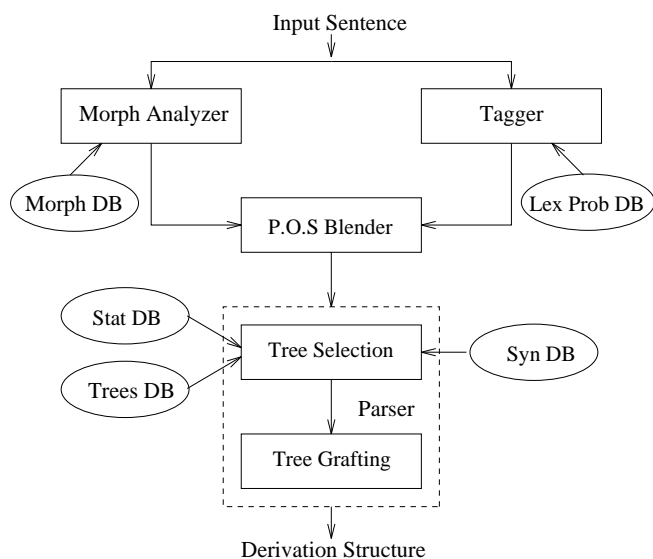 Input Sentence
Morph Analyzer
Tagger
Morph DB
Lex Prob DB
P.O.S Blender
Stat DB
Tree Selection
Syn DB
Trees DB
Parser
Tree Grafting
Derivation Structure